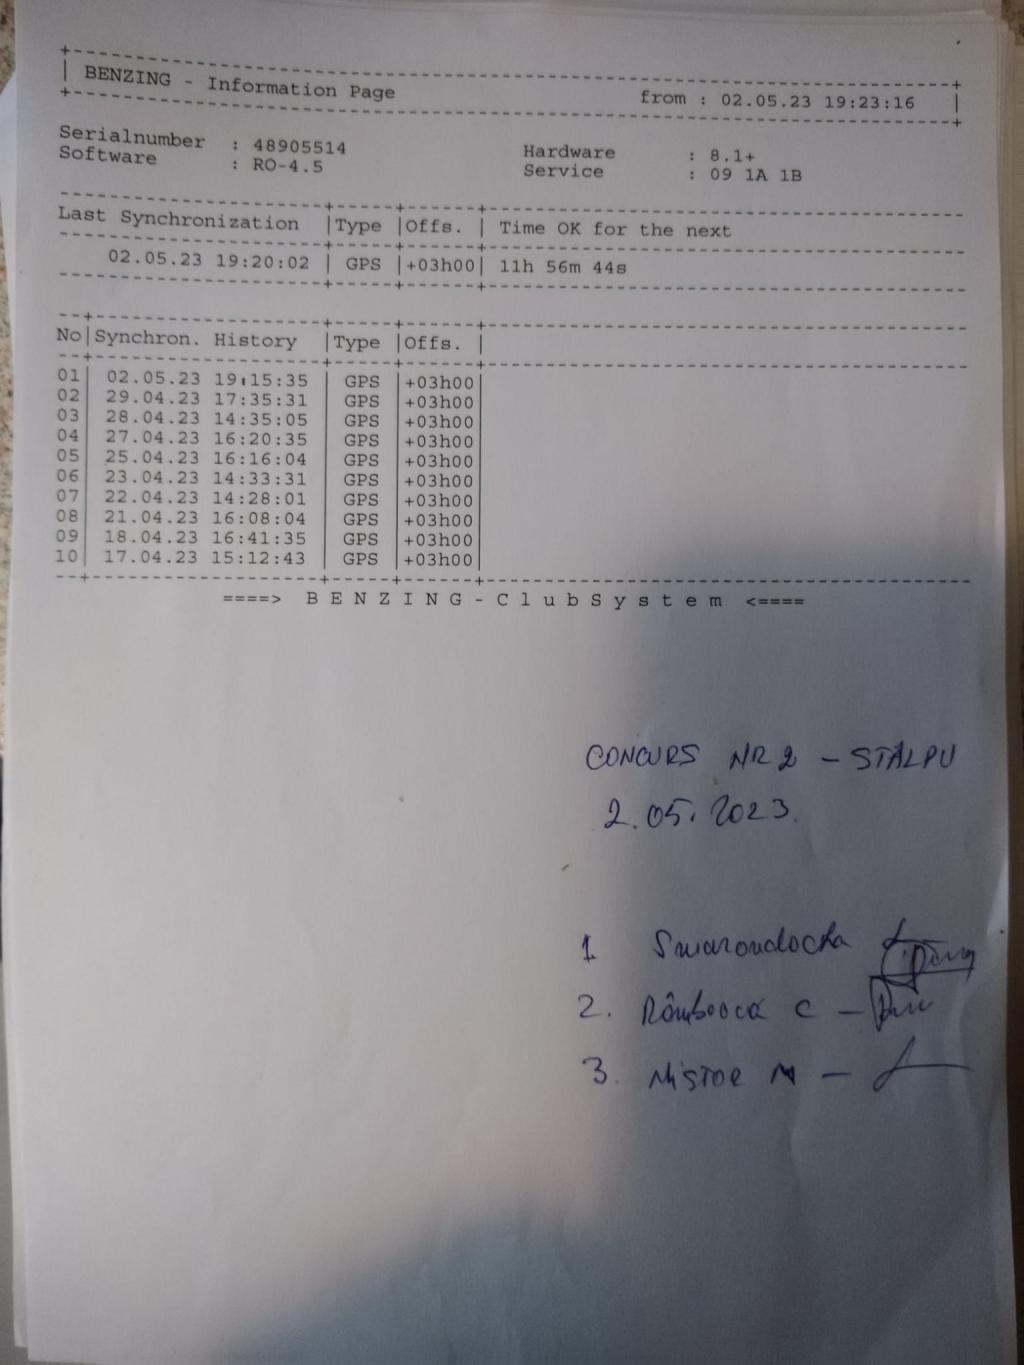 BENZING - Information Page from : 02.05.23 19:23:16
Serialnumber : 48905514 Hardware : 8.1+
Software : RO-4.5 Service : 09 1A 1B
Last Synchronization |Type |Offs. | Time OK for the next
02.05.23 19:20:02 | GPS |+03h00| 11h 56m 44s
No|Synchron. History |Type |Offs. |
01| 02.05.23 19:15:35 | GPS |+03h00|
02| 29.04.23 17:35:31 | GPS |+03h00|
03| 28.04.23 14:35:05 | GPS |+03h00|
04| 27.04.23 16:20:35 | GPS |+03h00|
05| 25.04.23 16:16:04 | GPS |+03h00|
06| 23.04.23 14:33:31 | GPS |+03h00|
07| 22.04.23 14:28:01 | GPS |+03h00|
08| 21.04.23 16:08:04 | GPS |+03h00|
09| 18.04.23 16:41:35 | GPS |+03h00|
10| 17.04.23 15:12:43 | GPS |+03h00|
====> B E N Z I N G - C l u b S y s t e m <====
CONCURS NR 2 - STÂLPU
2.05.2023.
1
2. C -
3. Nistor M -